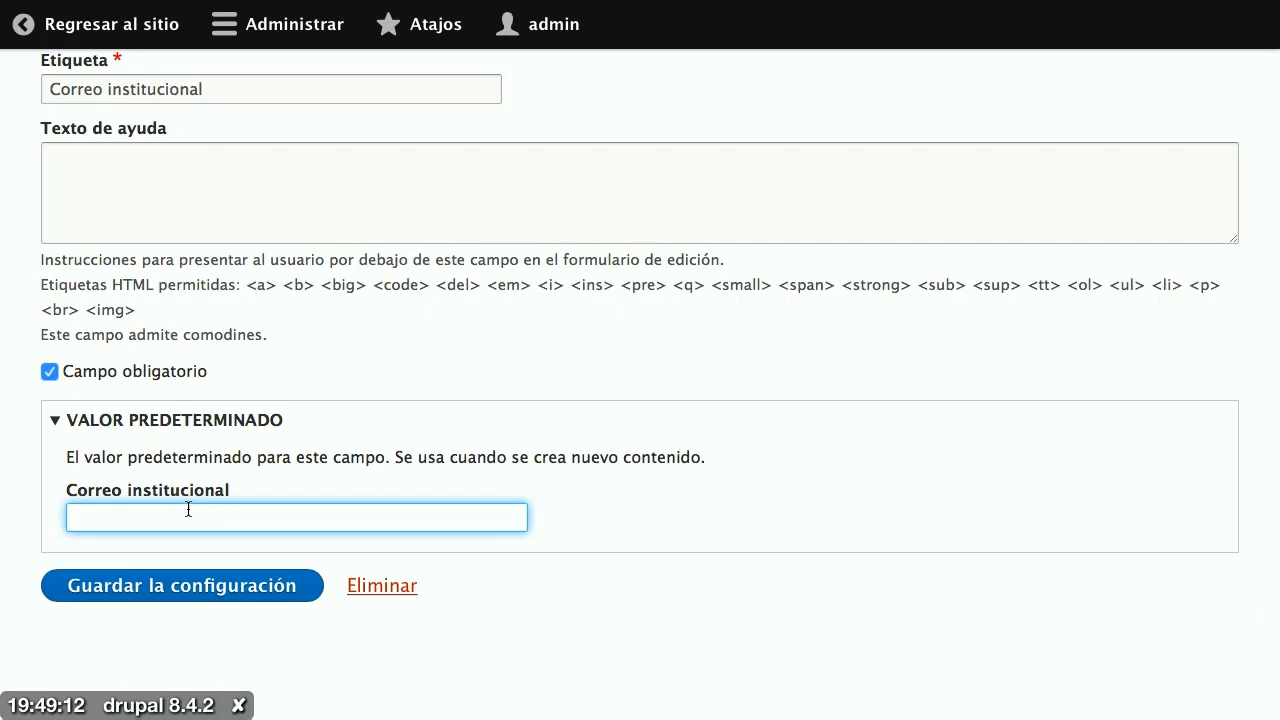 Regresar al sitio Administrar Atajos admin
Etiqueta *
Correo institucional
Texto de ayuda
Instrucciones para presentar al usuario por debajo de este campo en el formulario de edición.
Etiquetas HTML permitidas: <a> <b> <big> <code> <del> <em> <i> <ins> <pre> <q> <small> <span> <strong> <sub> <sup> <tt> <ol> <ul> <li> <p>
<br> <img>
Este campo admite comodines.
Campo obligatorio
▼ VALOR PREDETERMINADO
El valor predeterminado para este campo. Se usa cuando se crea nuevo contenido.
Correo institucional
Guardar la configuración Eliminar
19:49:12 drupal 8.4.2 ✘